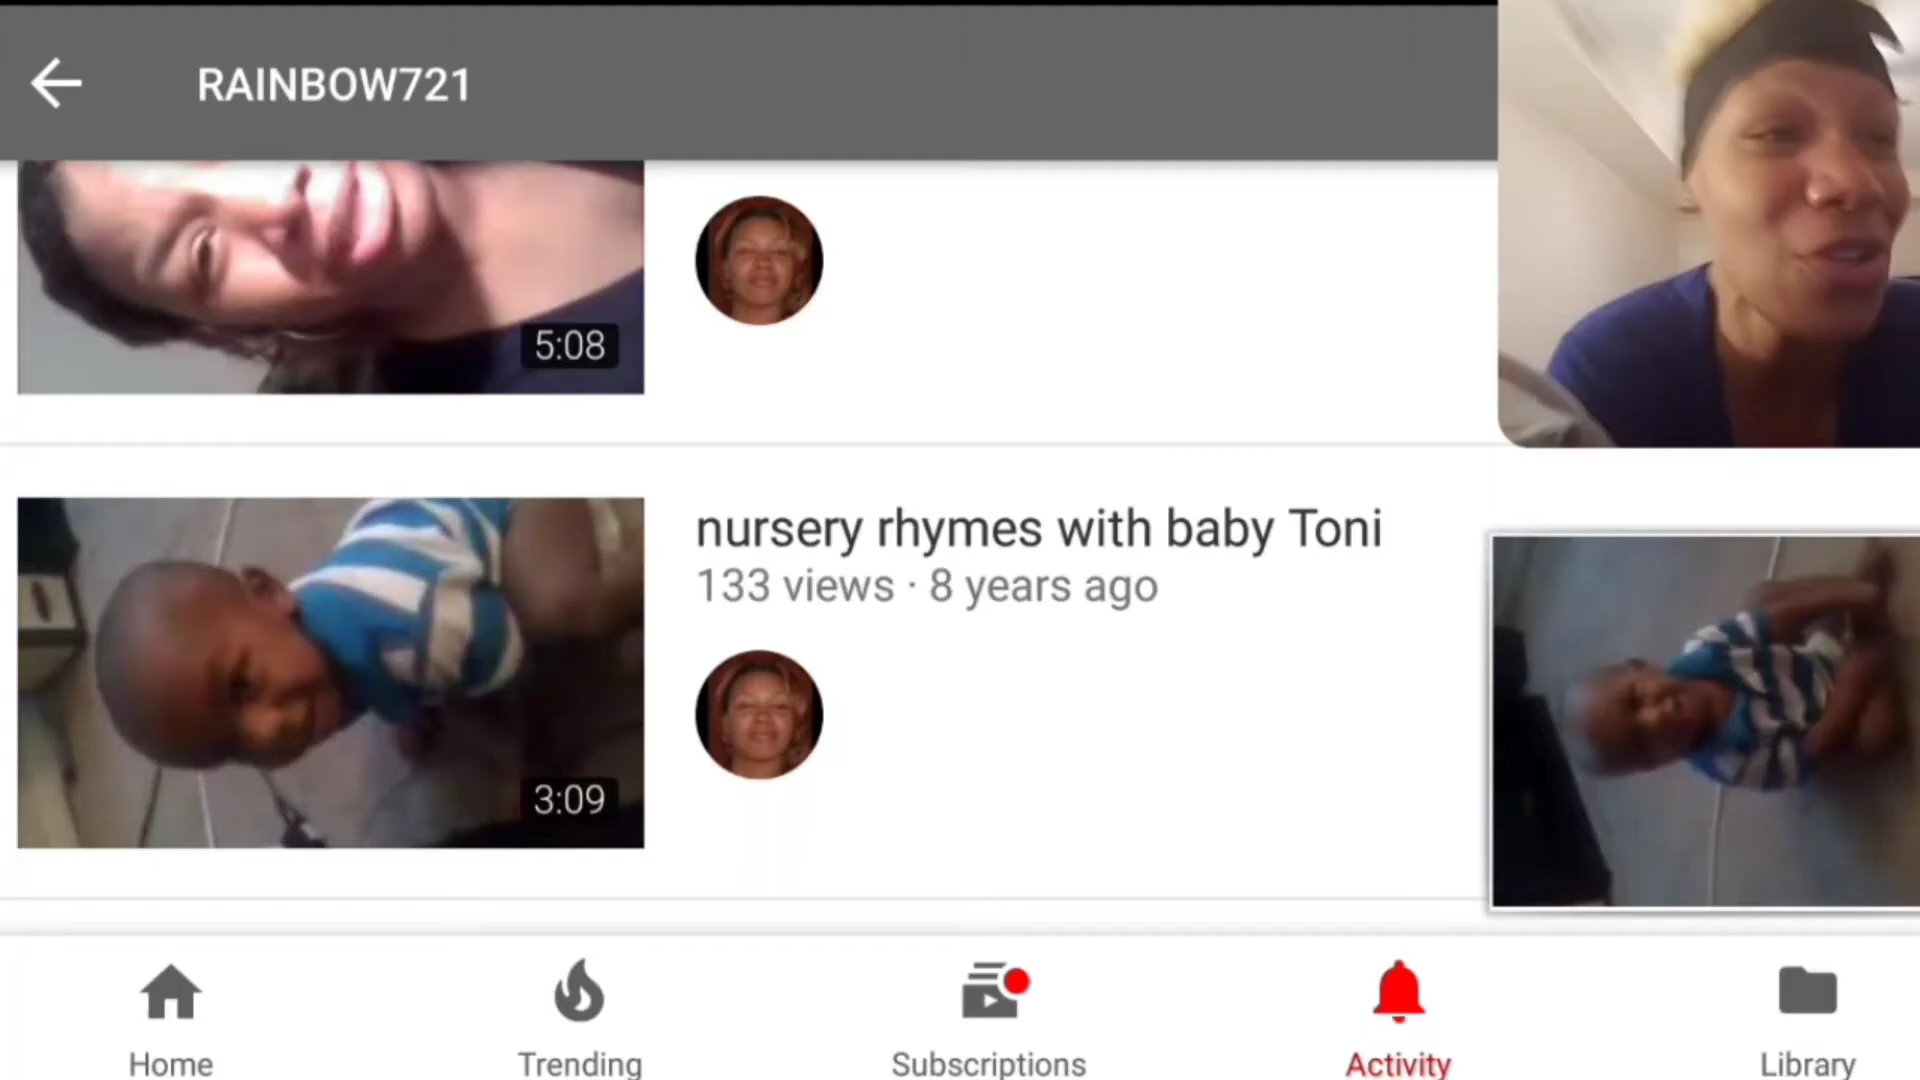 RAINBOW721
5:08
nursery rhymes with baby Toni
133 views · 8 years ago
3:09
Home
Trending
Subscriptions
Activity
Library